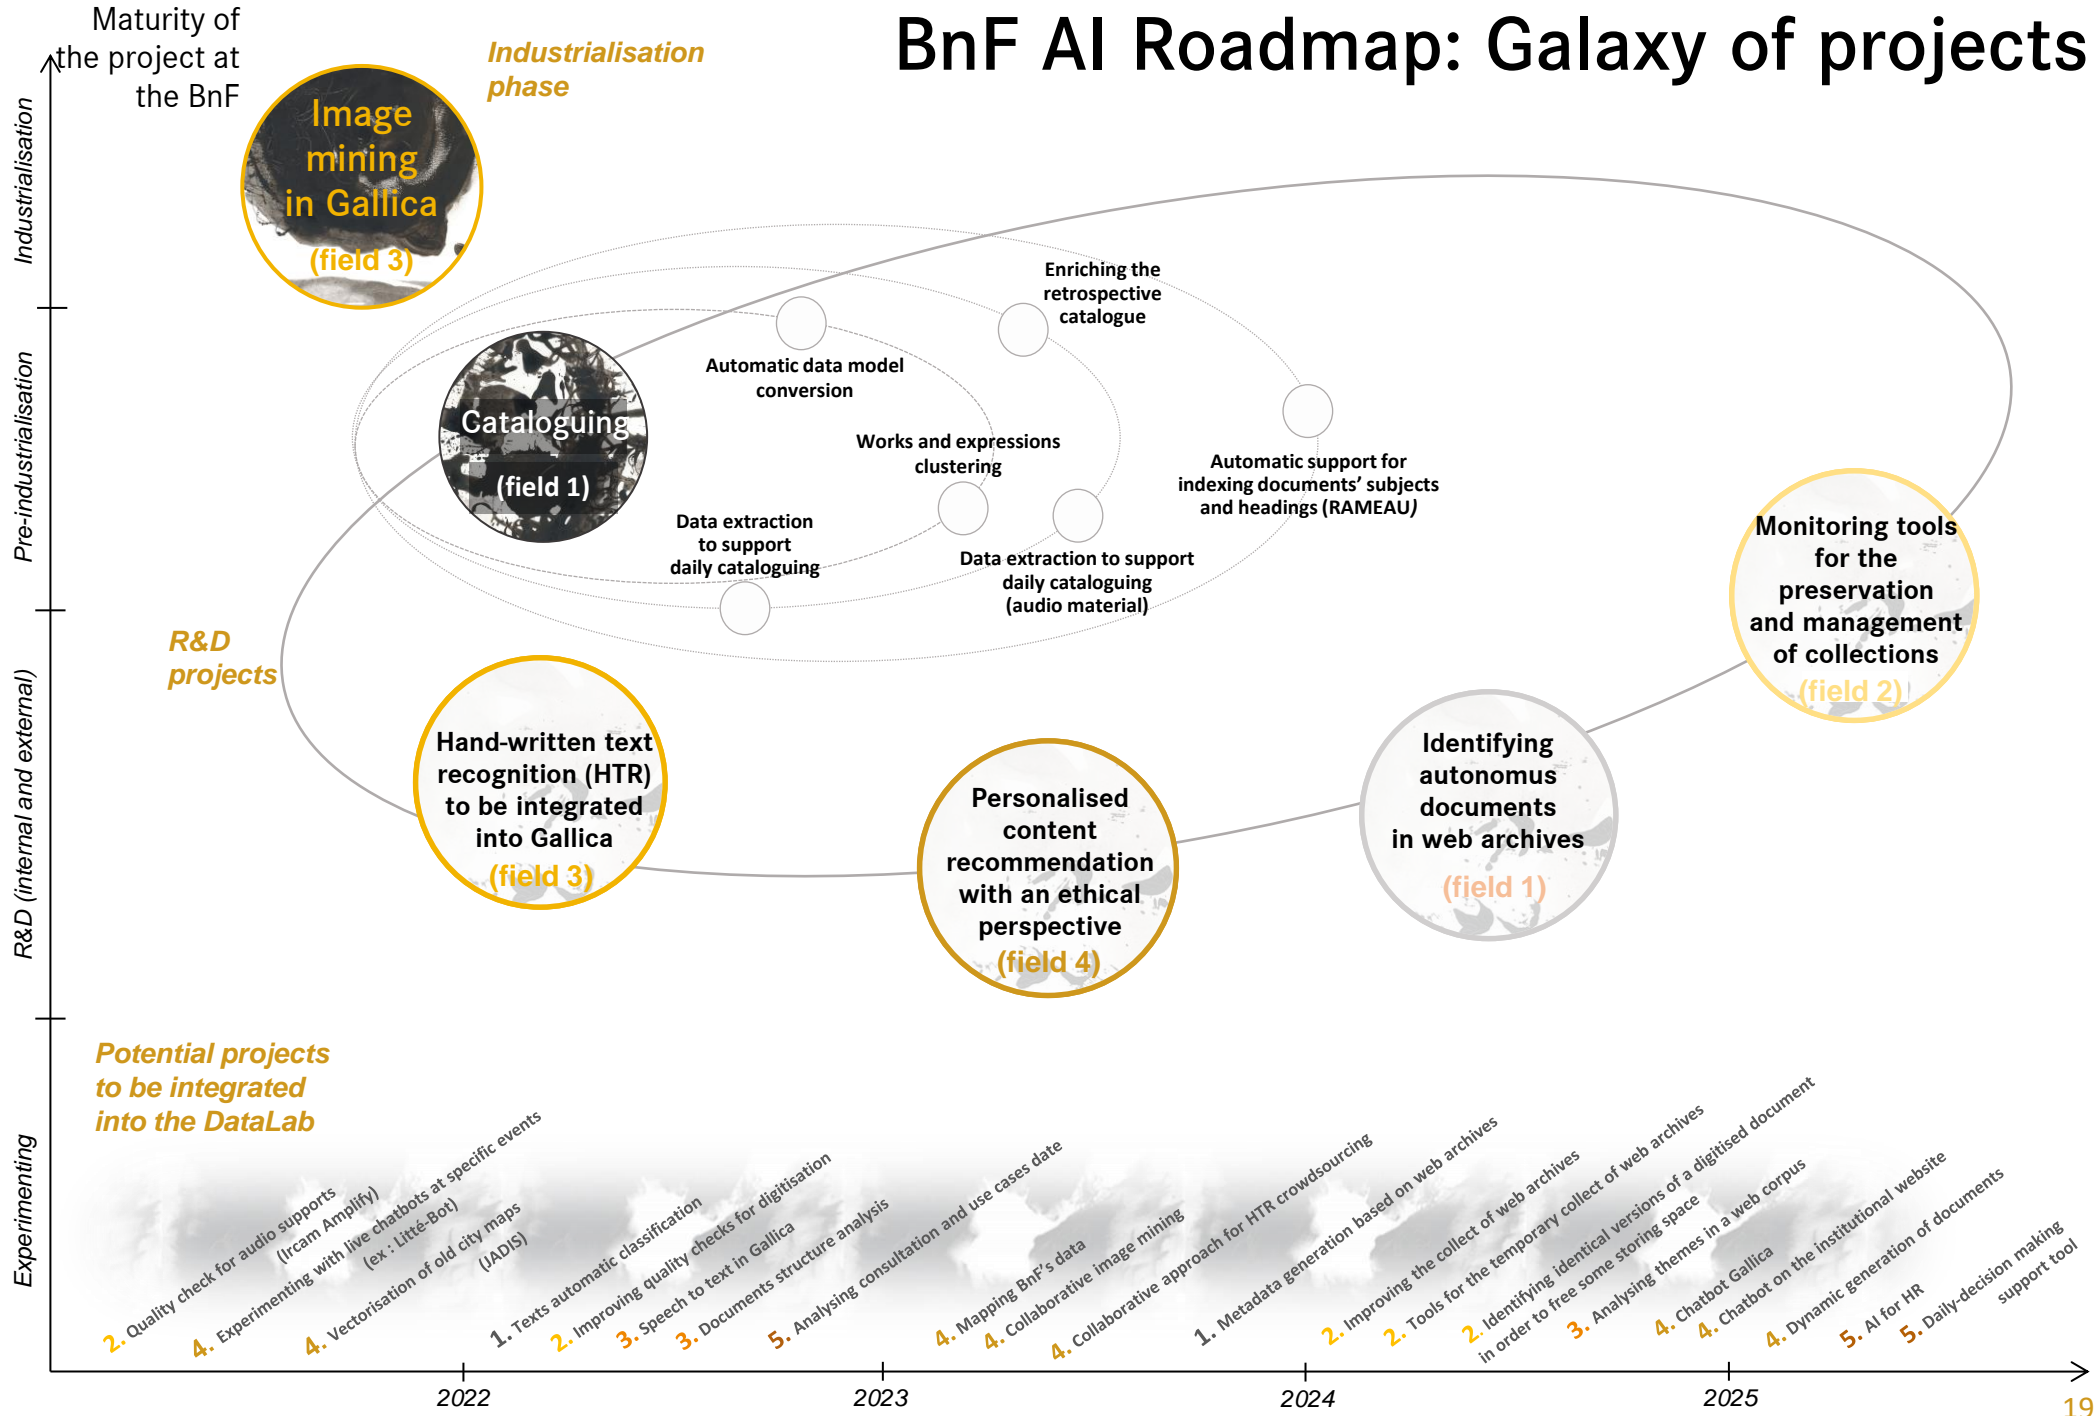 BnF AI Roadmap: Galaxy of projects
Maturity of
the project at
the BnF
Industrialisation
phase
Industrialisation
Image
mining
in Gallica
(field 3)
Enriching the
retrospective
catalogue
Automatic data model
conversion
Pre-industrialisation
Cataloguing
(field 1)
Works and expressions
clustering
Automatic support for
indexing documents’ subjects
and headings (RAMEAU)
Data extraction
to support
daily cataloguing
Data extraction to support
daily cataloguing
(audio material)
Monitoring tools
for the
preservation
and management
of collections
(field 2)
R&D
projects
R&D (internal and external)
Hand-written text
recognition (HTR)
to be integrated
into Gallica
(field 3)
Personalised
content
recommendation
with an ethical
perspective
(field 4)
Identifying
autonomus
documents
in web archives
(field 1)
Potential projects
to be integrated
into the DataLab
Experimenting
2. Quality check for audio supports
(Ircam Amplify)
4. Experimenting with live chatbots at specific events
(ex : Litté-Bot)
4. Vectorisation of old city maps
(JADIS)
1. Texts automatic classification
2. Improving quality checks for digitisation
3. Speech to text in Gallica
3. Documents structure analysis
5. Analysing consultation and use cases date
4. Mapping BnF’s data
4. Collaborative image mining
4. Collaborative approach for HTR crowdsourcing
1. Metadata generation based on web archives
2. Improving the collect of web archives
2. Tools for the temporary collect of web archives
2. Identifying identical versions of a digitised document
in order to free some storing space
3. Analysing themes in a web corpus
4. Chatbot Gallica
4. Chatbot on the institutional website
4. Dynamic generation of documents
5. AI for HR
5. Daily-decision making
support tool
2022
2023
2024
2025
19